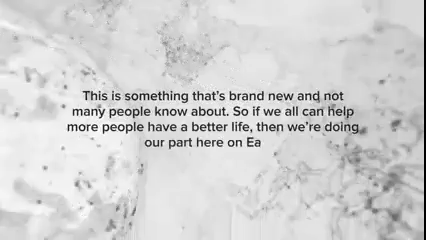 This is something that’s brand new and not
many people know about. So if we all can help
more people have a better life, then we’re doing
our part here on Ea